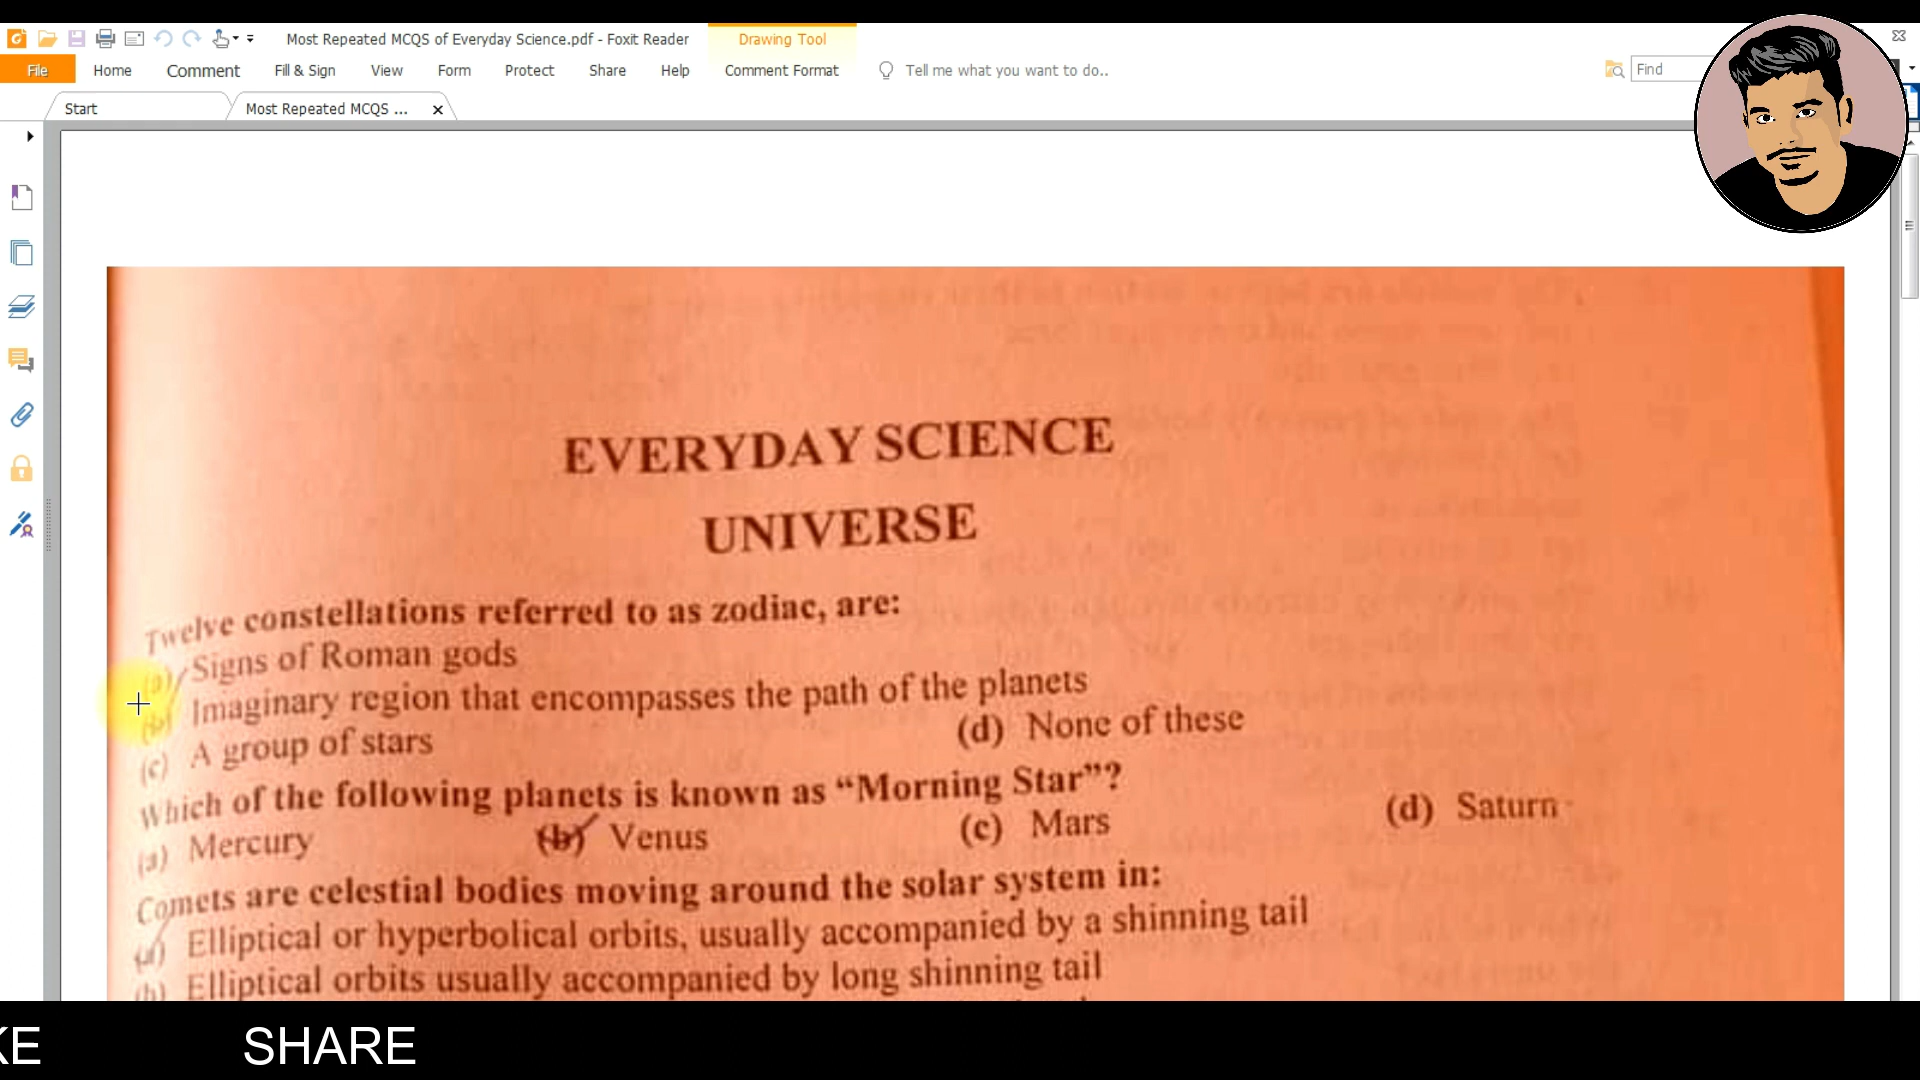 Most Repeated MCQS of Everyday Science.pdf - Foxit Reader
Drawing Tool
File
Home
Comment
Fill & Sign
View
Form
Protect
Share
Help
Comment Format
Tell me what you want to do..
Find
Start
Most Repeated MCQS ...
EVERYDAY SCIENCE
UNIVERSE
Twelve constellations referred to as zodiac, are:
(a) Signs of Roman gods
(b) Imaginary region that encompasses the path of the planets
(c) A group of stars (d) None of these
Which of the following planets is known as “Morning Star”?
(a) Mercury (b) Venus (c) Mars (d) Saturn
Comets are celestial bodies moving around the solar system in:
(a) Elliptical or hyperbolical orbits, usually accompanied by a shinning tail
(b) Elliptical orbits usually accompanied by long shinning tail
KE SHARE